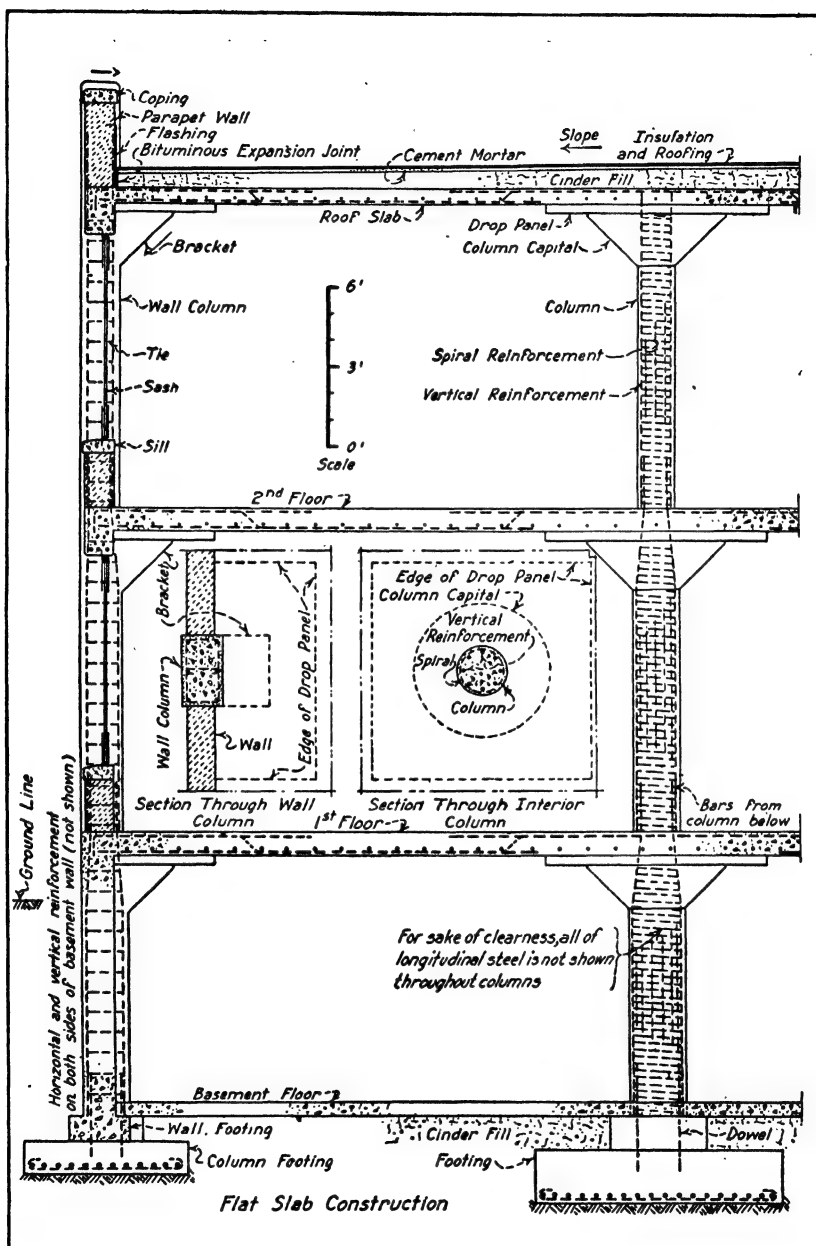 Coping
Parapet Wall
Flashing
Bituminous Expansion Joint
Cement Mortar
Slope
Insulation
and Roofing
Cinder Fill
Roof Slab
Drop Panel
Column Capital
Bracket
Wall Column
Tie
Sash
Sill
6'
3'
0'
Scale
Column
Spiral Reinforcement
Vertical Reinforcement
2nd Floor
Bracket
Wall Column
Wall
Edge of Drop Panel
Section Through Wall
Column
Edge of Drop Panel
Column Capital
Vertical
Reinforcement
Spiral
Column
Section Through Interior
Column
1st Floor
Bars from
column below
Ground Line
Horizontal and vertical reinforcement
on both sides of basement wall (not shown)
For sake of clearness, all of
longitudinal steel is not shown
throughout columns
Basement Floor
Wall Footing
Column Footing
Cinder Fill
Footing
Dowel
Flat Slab Construction